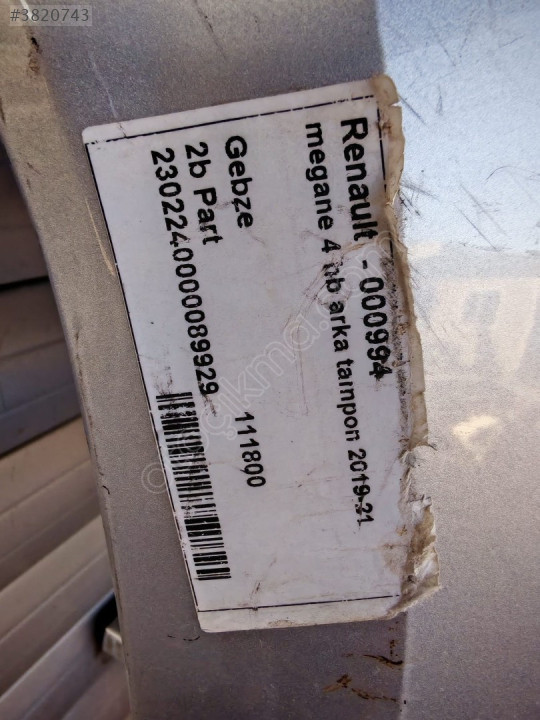 #3820743
Renault - 000994
megane 4 hb arka tampon 2019-21
Gebze 111800
2b Part
2302240000089929